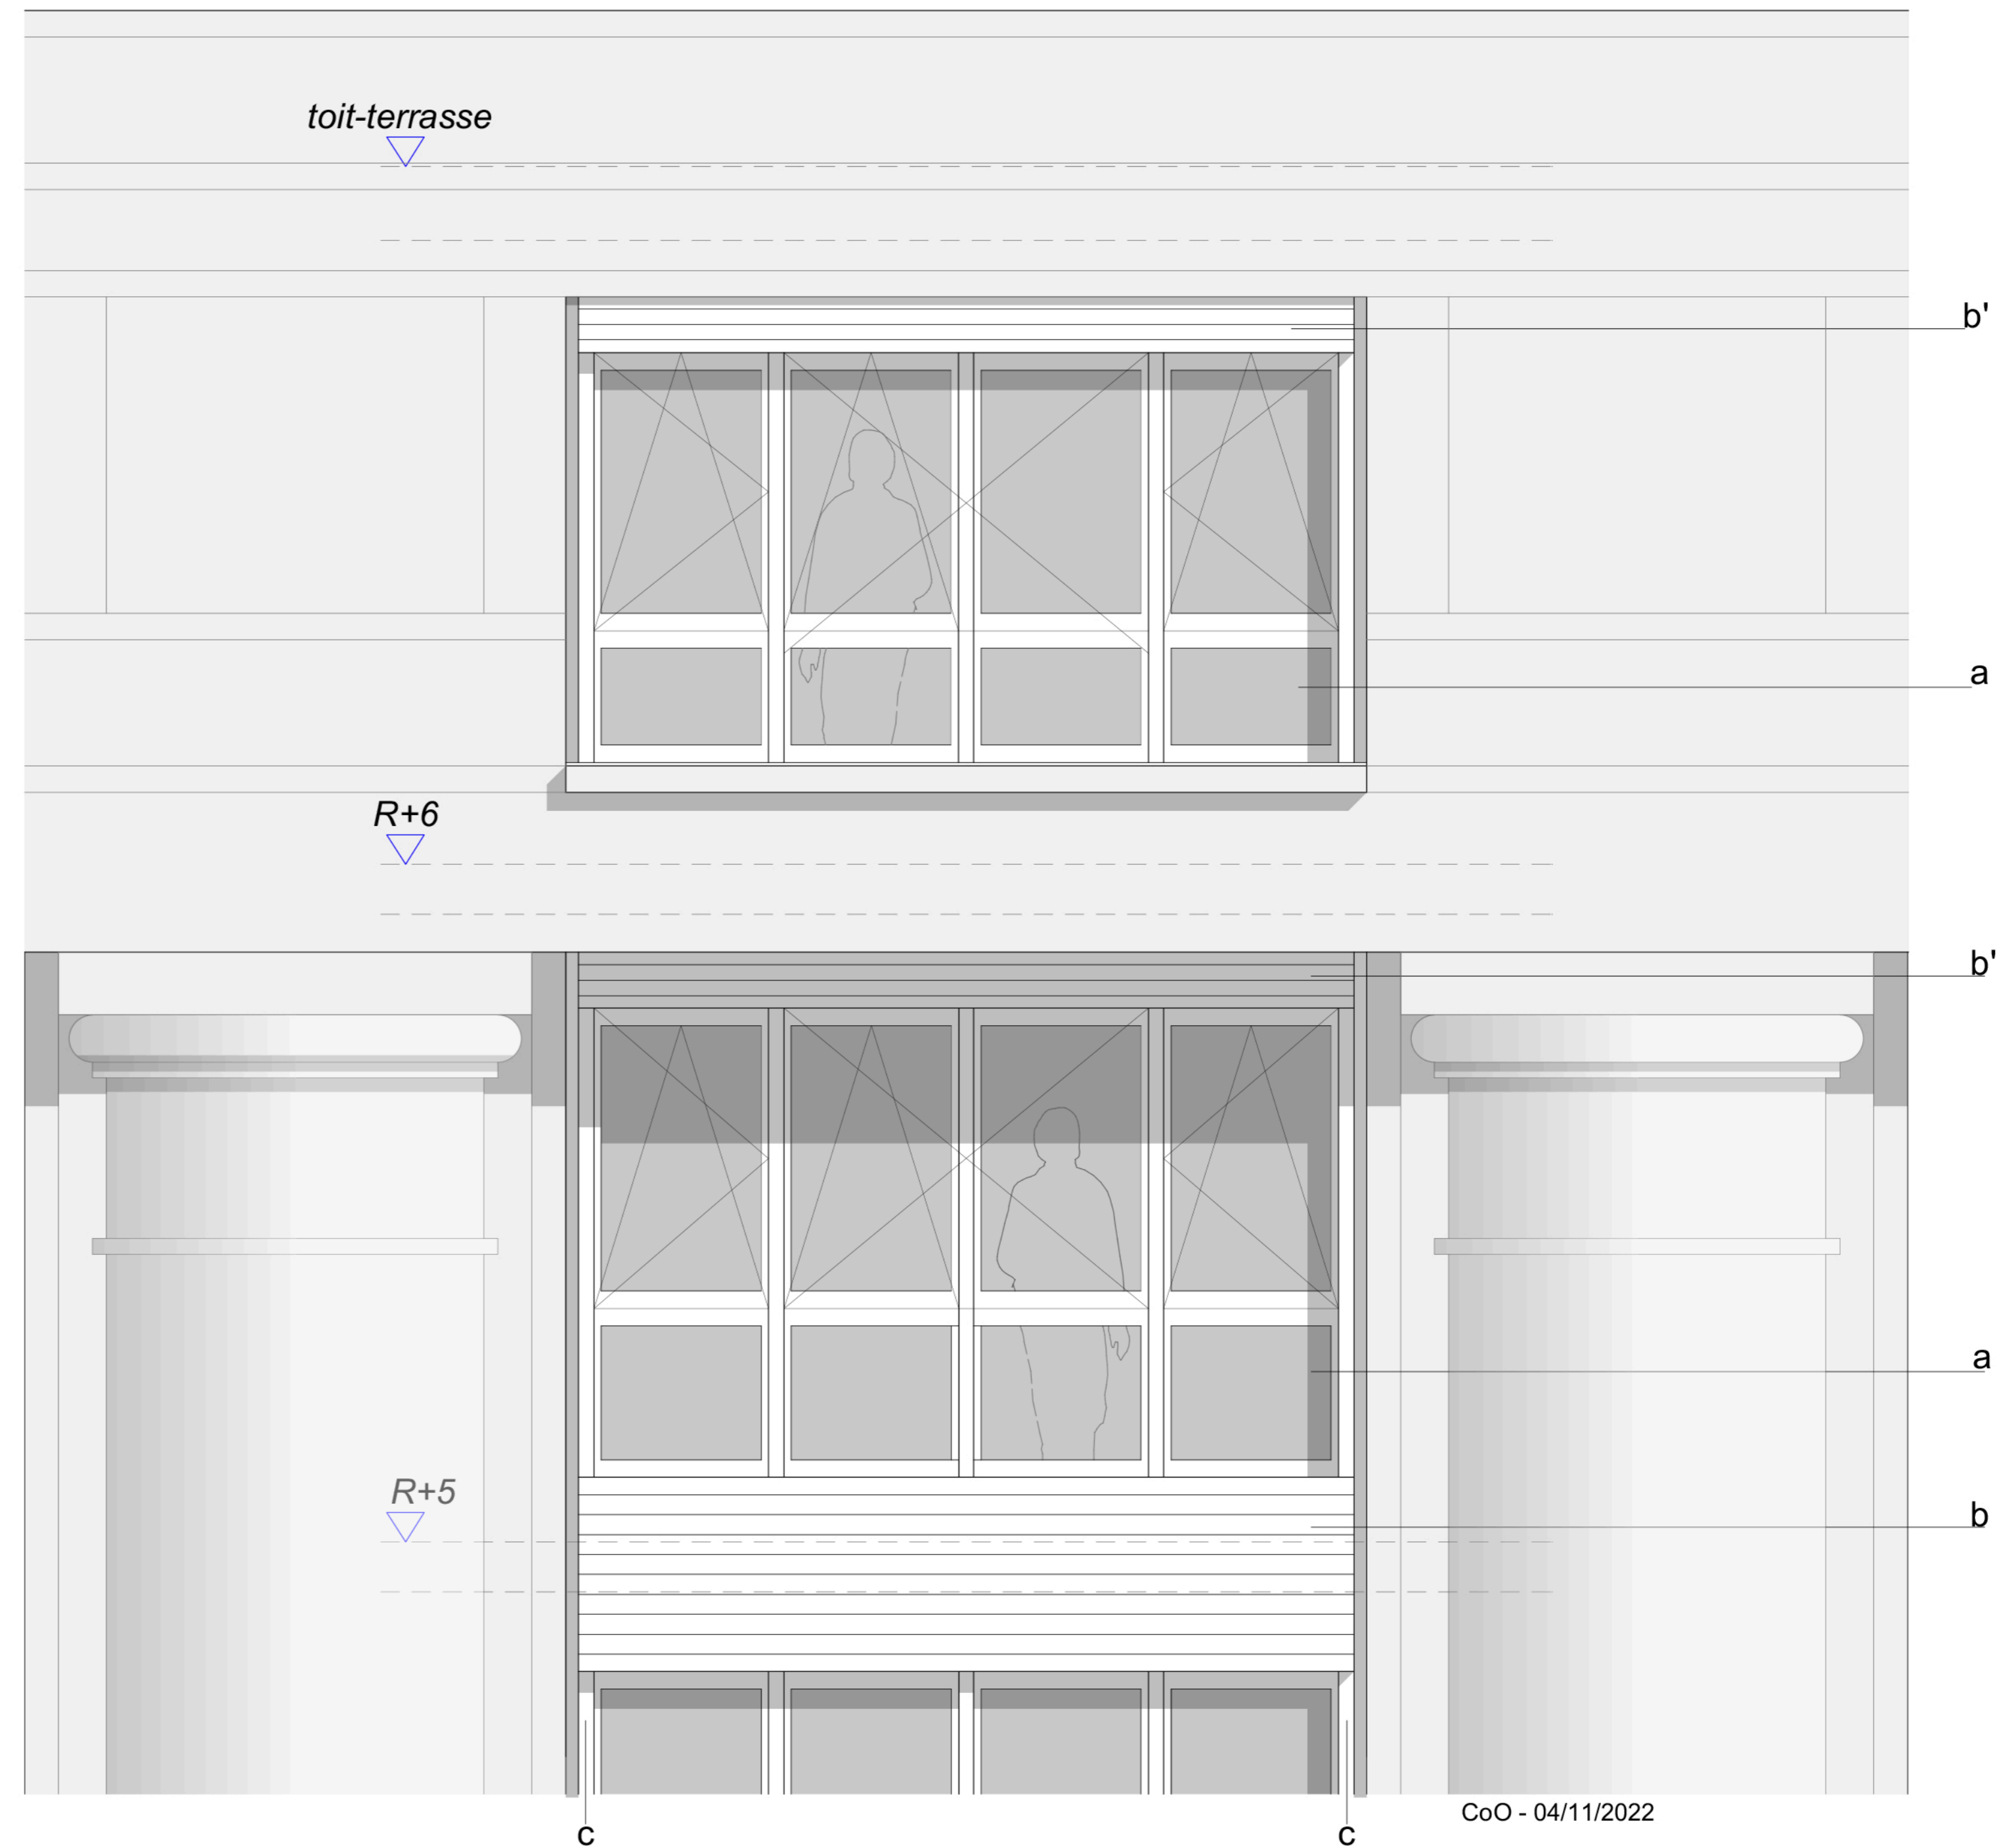 toit-terrasse
b'
a
R+6
b'
a
R+5
b
CoO - 04/11/2022
c
c